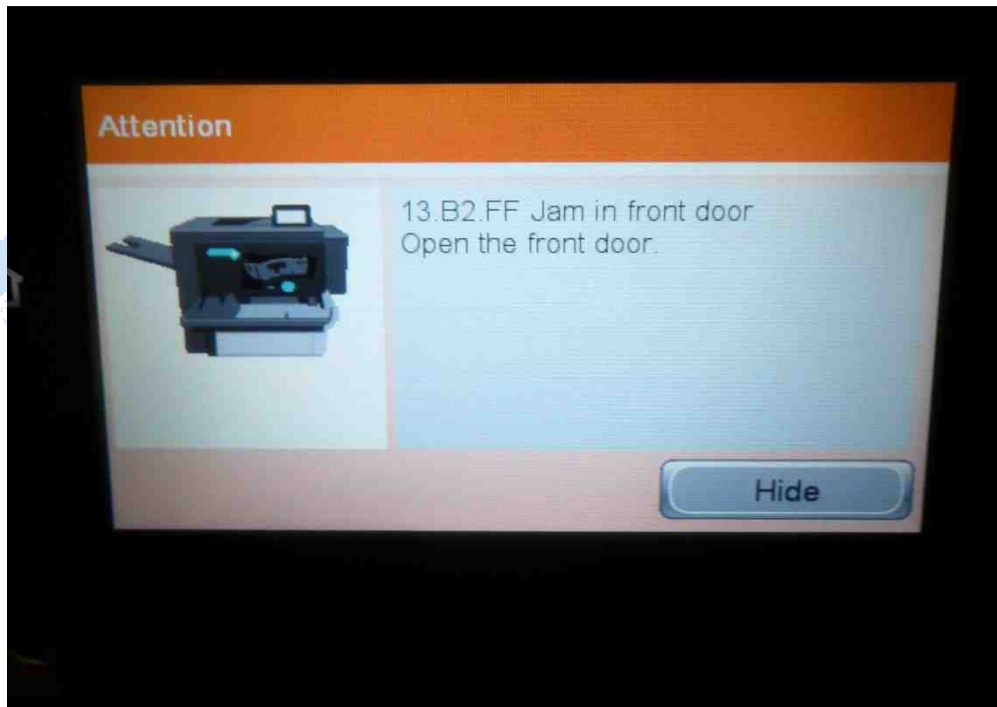 Attention
13.B2.FF Jam in front door
Open the front door.
Hide